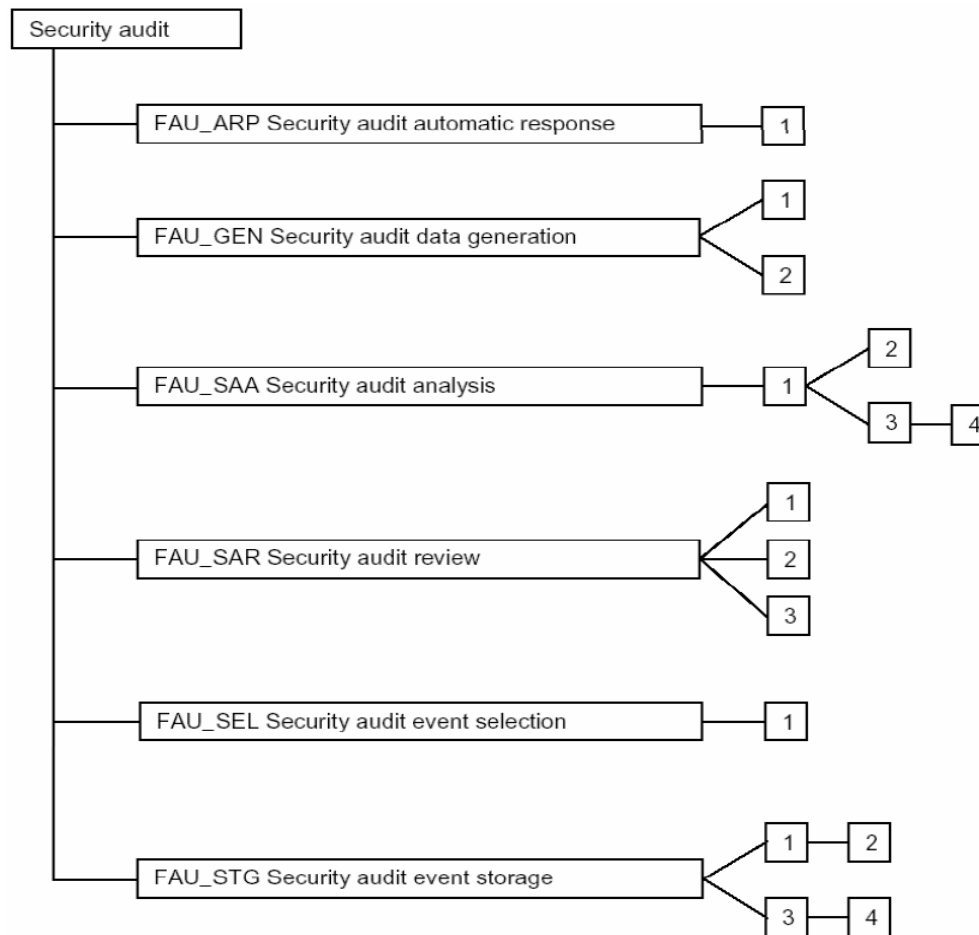 Security audit
FAU_ARP Security audit automatic response 1
FAU_GEN Security audit data generation
1
2
FAU_SAA Security audit analysis 1
2
3 4
FAU_SAR Security audit review
1
2
3
FAU_SEL Security audit event selection 1
FAU_STG Security audit event storage
1 2
3 4